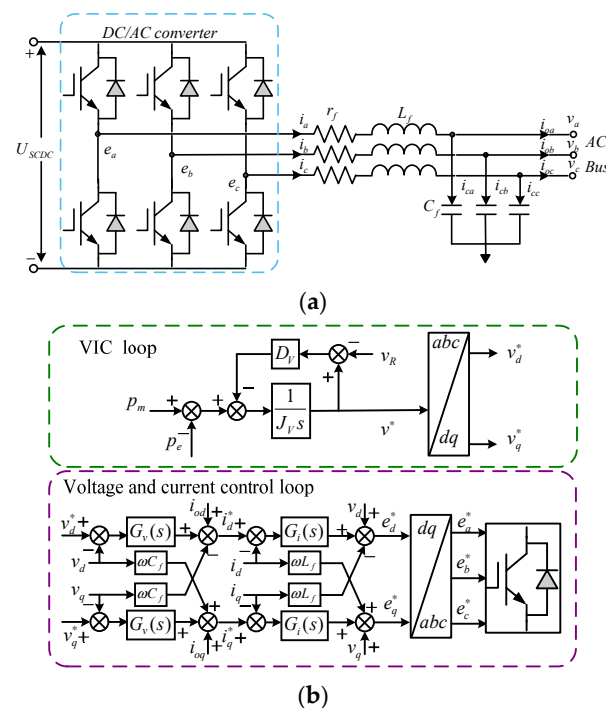 DC/AC converter
+
U_SCDC
−
e_a
e_b
e_c
i_a
i_b
i_c
r_f
L_f
i_oa
i_ob
i_oc
v_a
v_b
v_c
AC
Bus
i_ca
i_cb
i_cc
C_f
(a)
VIC loop
D_V
−
v_R
−
+
p_m
+
+
+
p_e
−
1
J_V s
v*
abc
dq
v_d*
v_q*
Voltage and current control loop
v_d*
+
G_v(s)
+
i_od
+
i_d*
+
G_i(s)
+
v_d
+
e_d*
−
−
−
−
v_d
ωC_f
i_d
ωL_f
v_q
ωC_f
i_q
ωL_f
−
+
−
+
v_q*
+
G_v(s)
+
i_oq
+
i_q*
+
G_i(s)
+
v_q
+
e_q*
dq
abc
e_a*
e_b*
e_c*
(b)